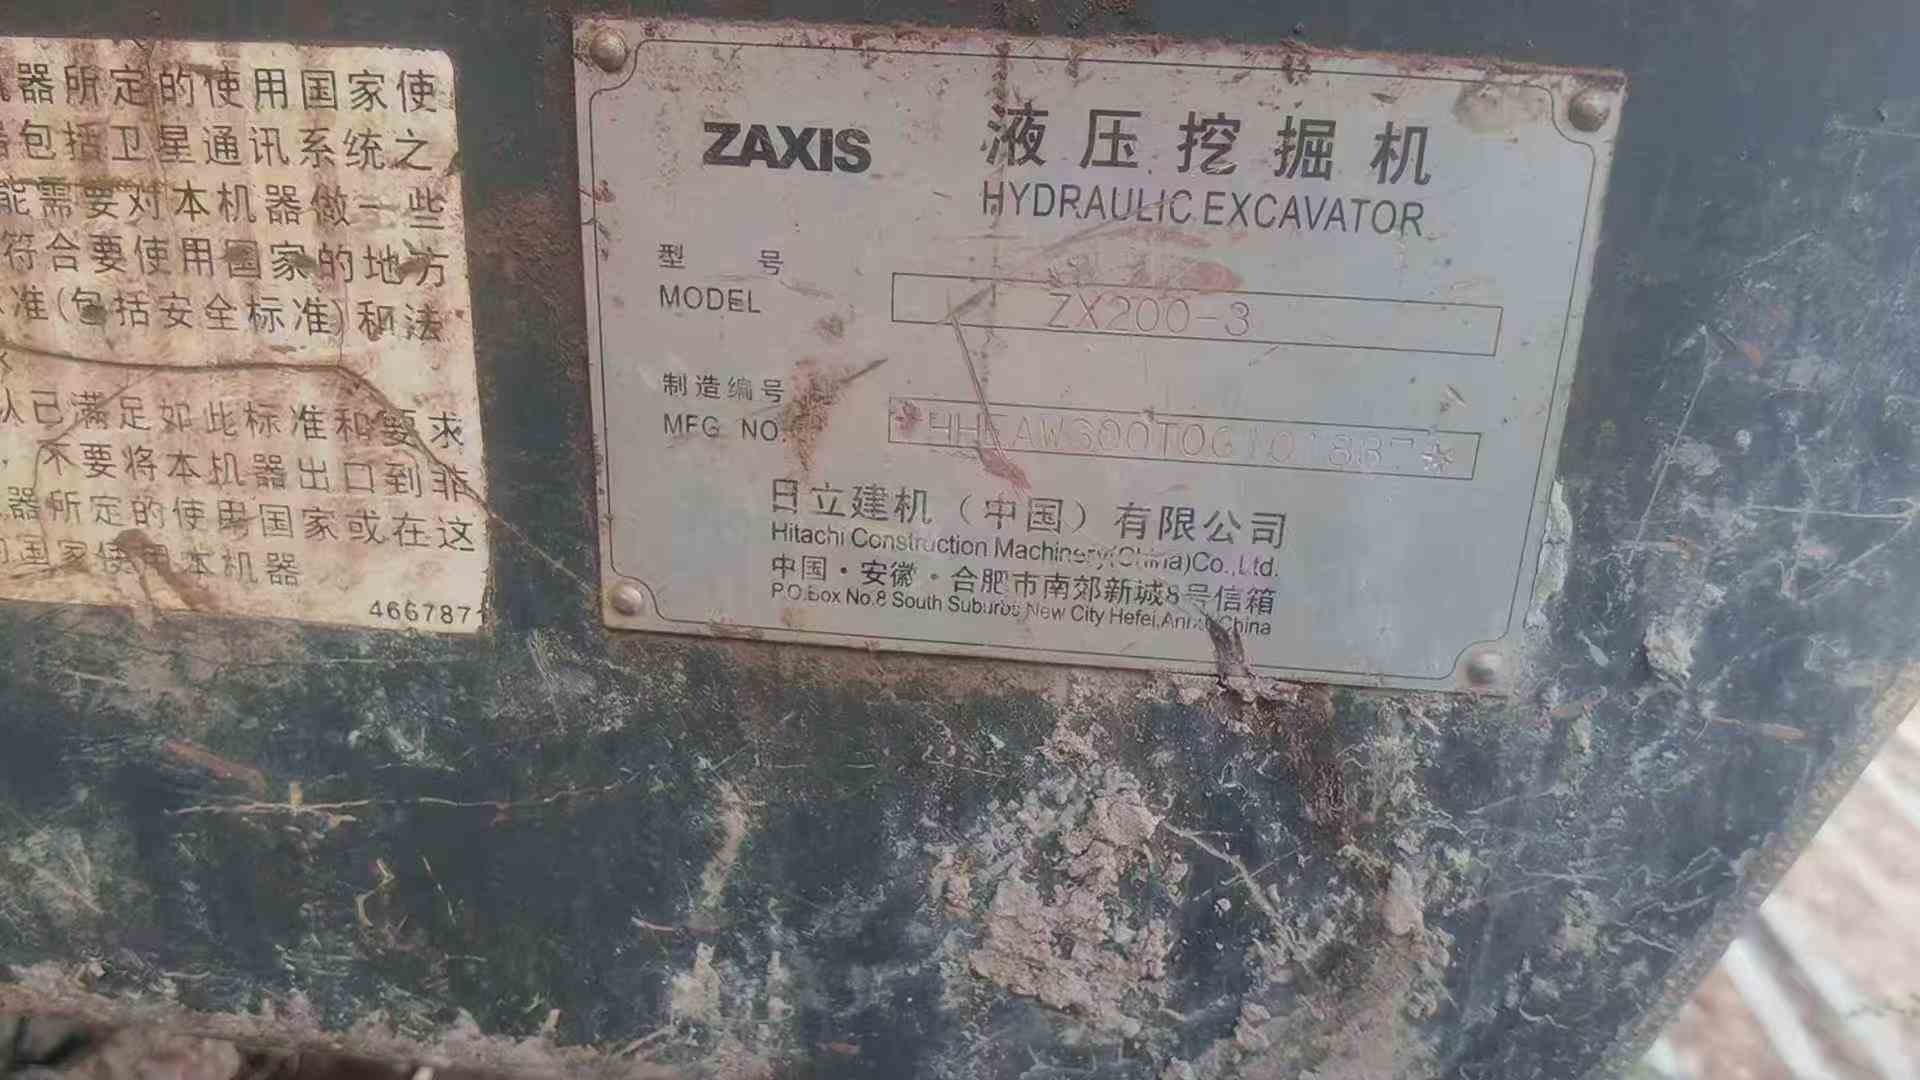 器所定的使用国家使
包括卫星通讯系统之
能需要对本机器做一些
符合要使用国家的地方
准(包括安全标准)和法
已满足如此标准和要求
，不要将本机器出口到非
器所定的使用国家或在这
国家使用本机器
4667871
ZAXIS
液压挖掘机
HYDRAULIC EXCAVATOR
型号
MODEL
ZX200-3
制造编号
MFG NO.
日立建机（中国）有限公司
Hitachi Construction Machinery(China)Co.,Ltd.
中国·安徽·合肥市南郊新城8号信箱
P.O.Box No.8 South Suburbs New City Hefei,Anhui China